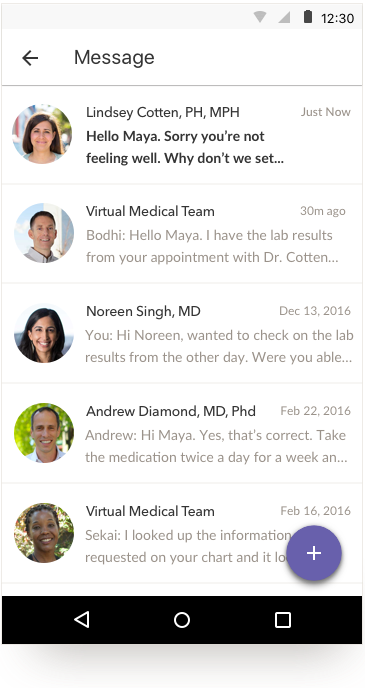 12:30
Message
Lindsey Cotten, PH, MPH
Just Now
Hello Maya. Sorry you’re not
feeling well. Why don’t we set...
Virtual Medical Team
30m ago
Bodhi: Hello Maya. I have the lab results
from your appointment with Dr. Cotten...
Noreen Singh, MD
Dec 13, 2016
You: Hi Noreen, wanted to check on the lab
results from the other day. Were you able...
Andrew Diamond, MD, Phd
Feb 22, 2016
Andrew: Hi Maya. Yes, that’s correct. Take
the medication twice a day for a week an...
Virtual Medical Team
Feb 16, 2016
Sekai: I looked up the information
requested on your chart and it